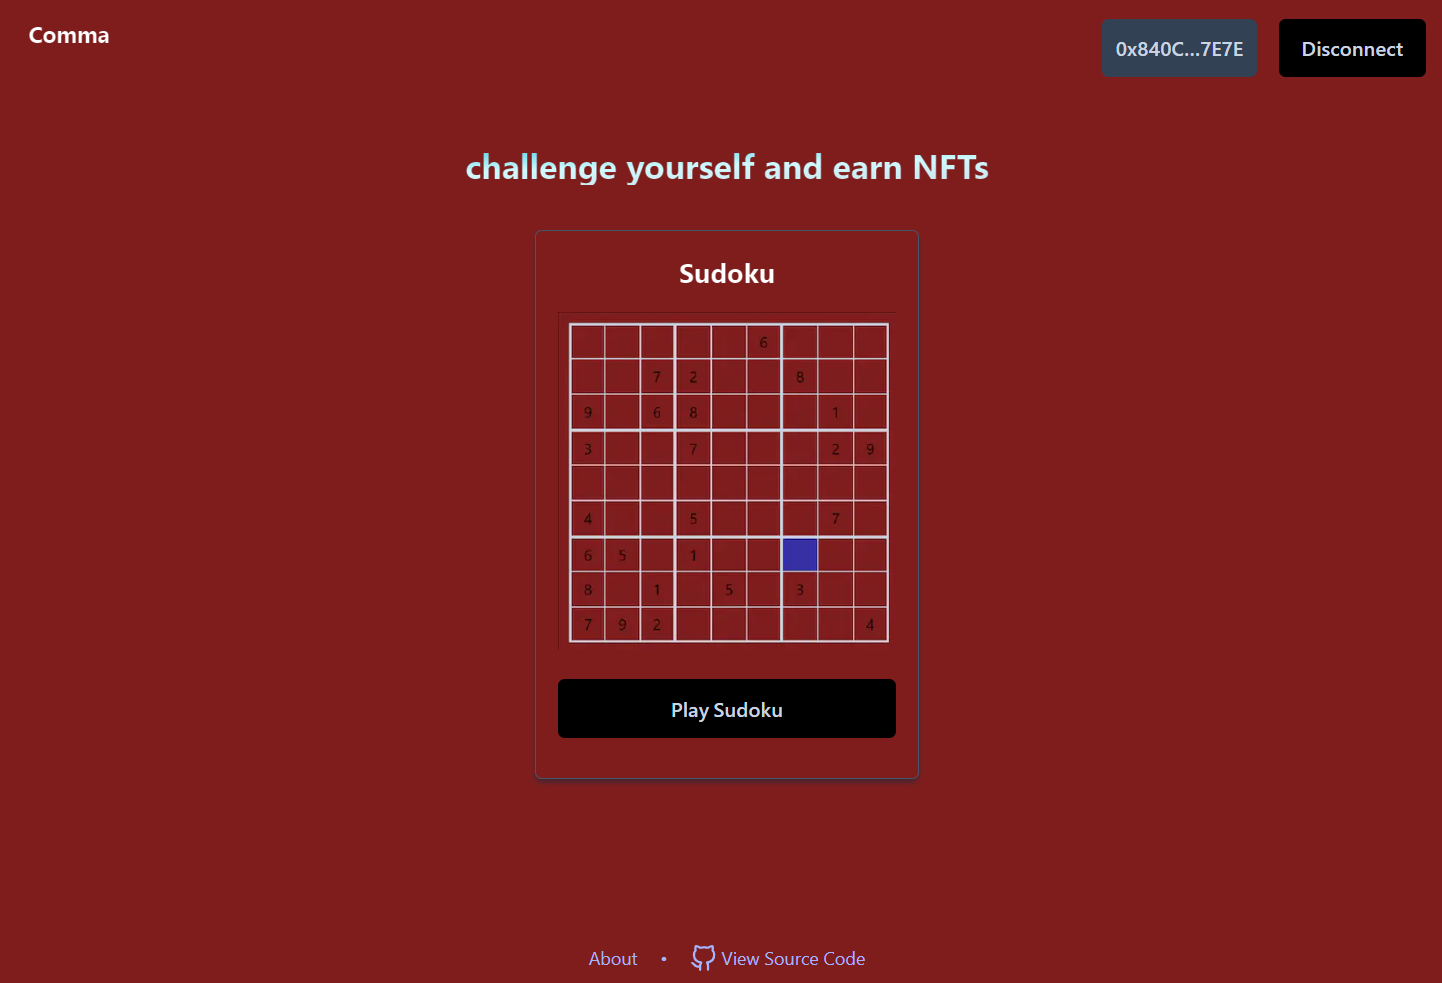 Comma
0x840C...7E7E
Disconnect
challenge yourself and earn NFTs
Sudoku
6
7 2 8
9 6 8 1
3 7 2 9
4 5 7
6 5 1
8 1 5 3
7 9 2 4
Play Sudoku
About • View Source Code